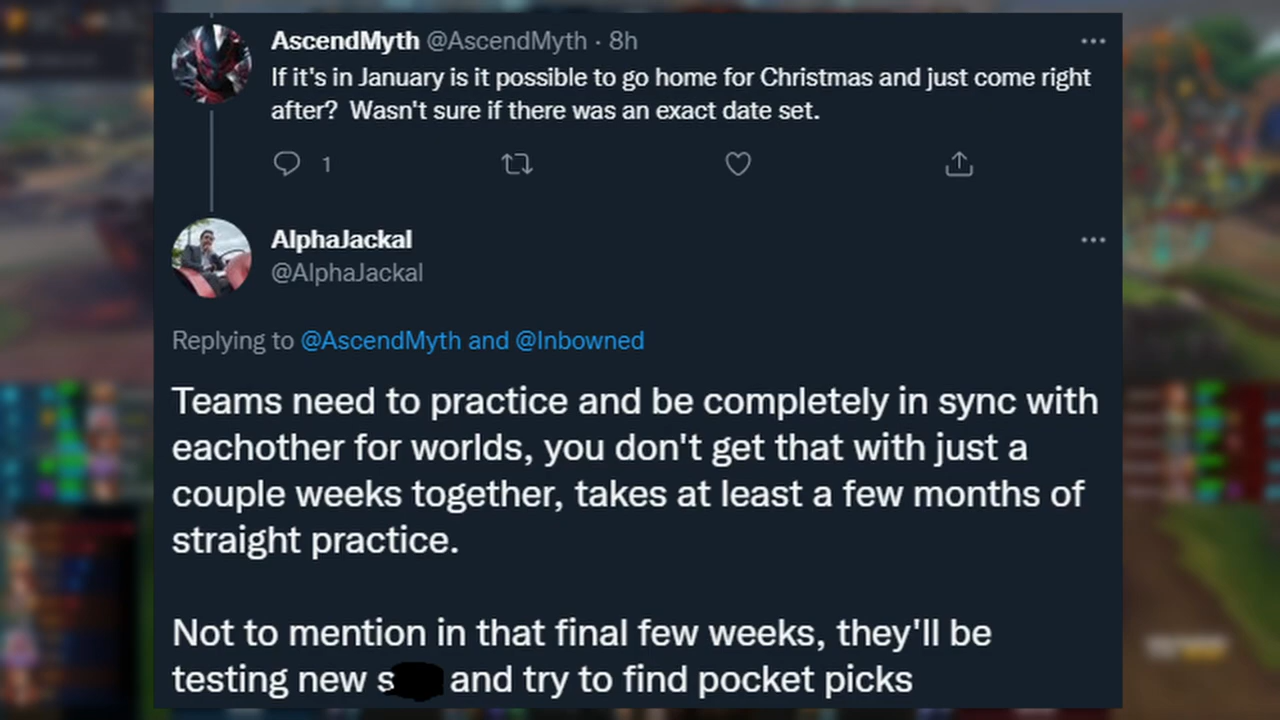 AscendMyth @AscendMyth · 8h
If it's in January is it possible to go home for Christmas and just come right
after?  Wasn't sure if there was an exact date set.
1
AlphaJackal
@AlphaJackal
Replying to @AscendMyth and @Inbowned
Teams need to practice and be completely in sync with
eachother for worlds, you don't get that with just a
couple weeks together, takes at least a few months of
straight practice.
Not to mention in that final few weeks, they'll be
testing new s and try to find pocket picks